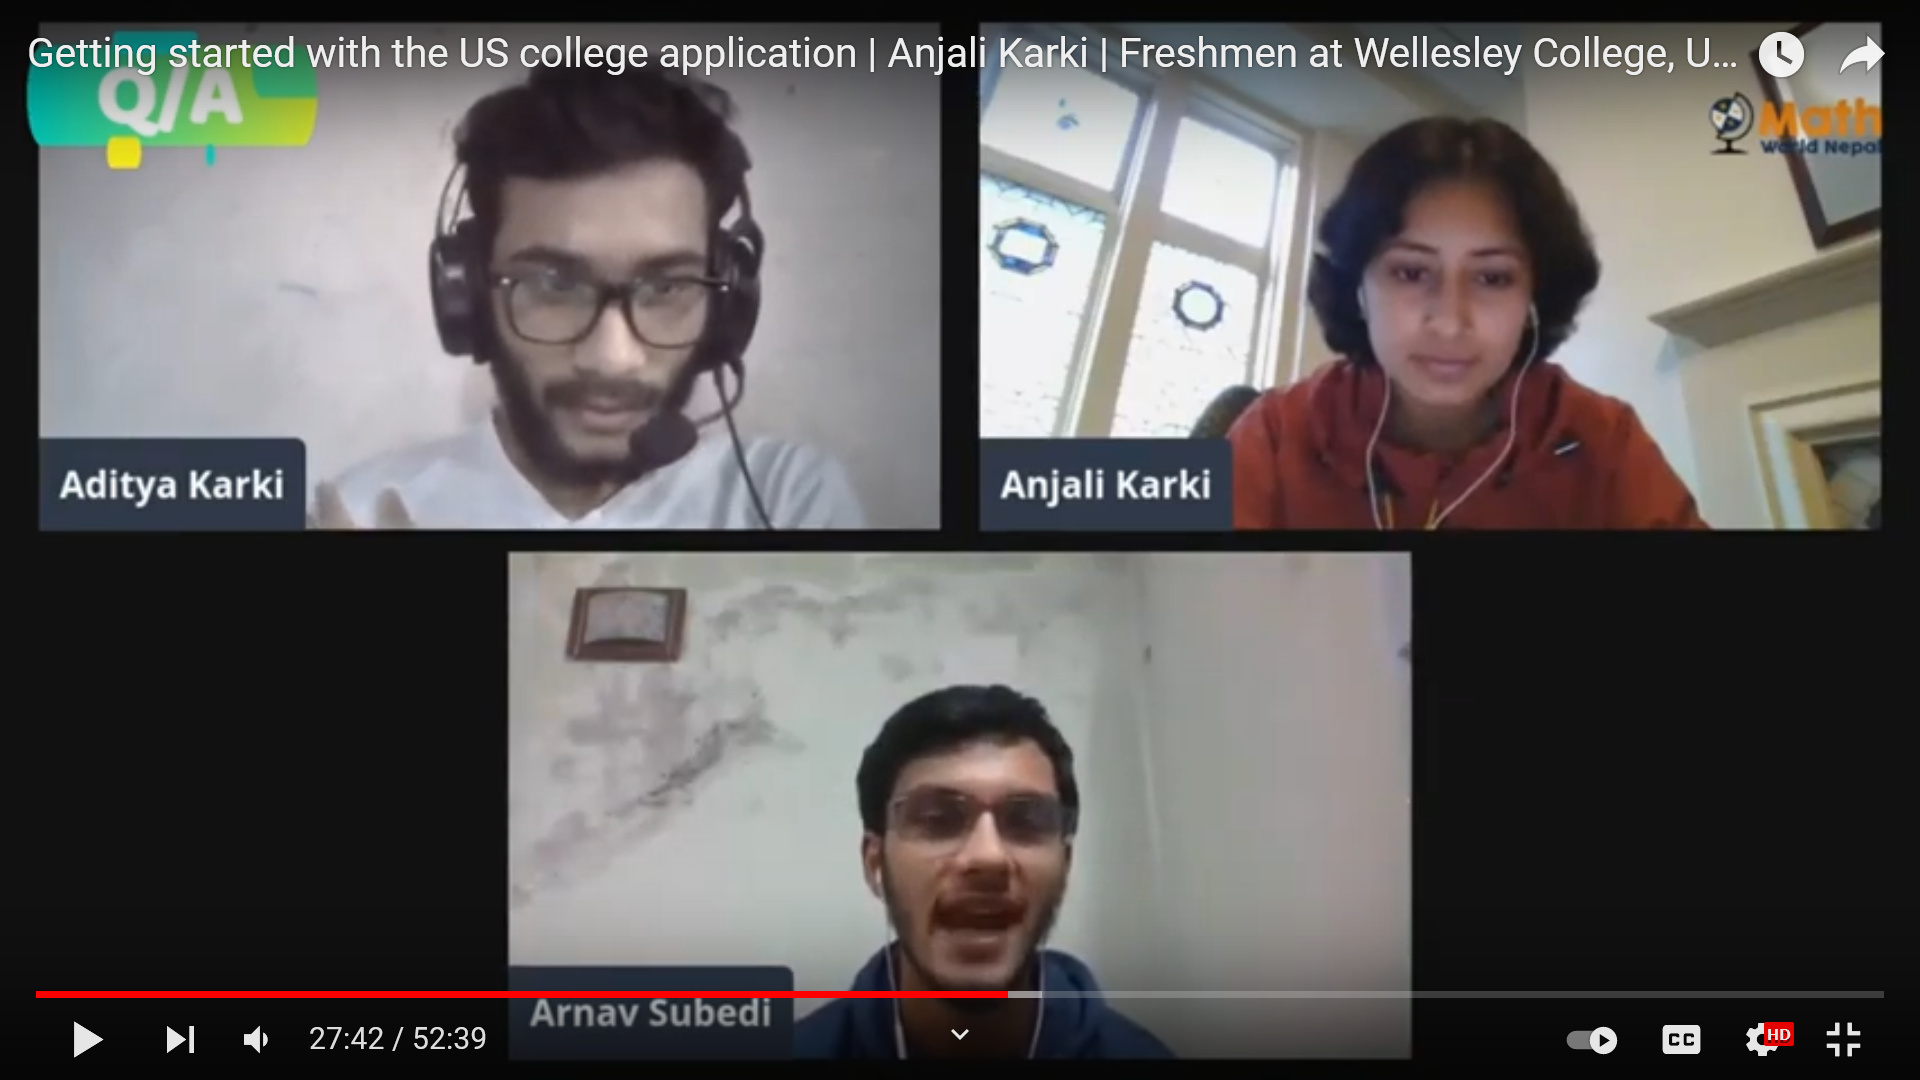 Getting started with the US college application | Anjali Karki | Freshmen at Wellesley College, U...
Q/A
Math
World Nepal
Aditya Karki
Anjali Karki
Arnav Subedi
27:42 / 52:39
CC
HD